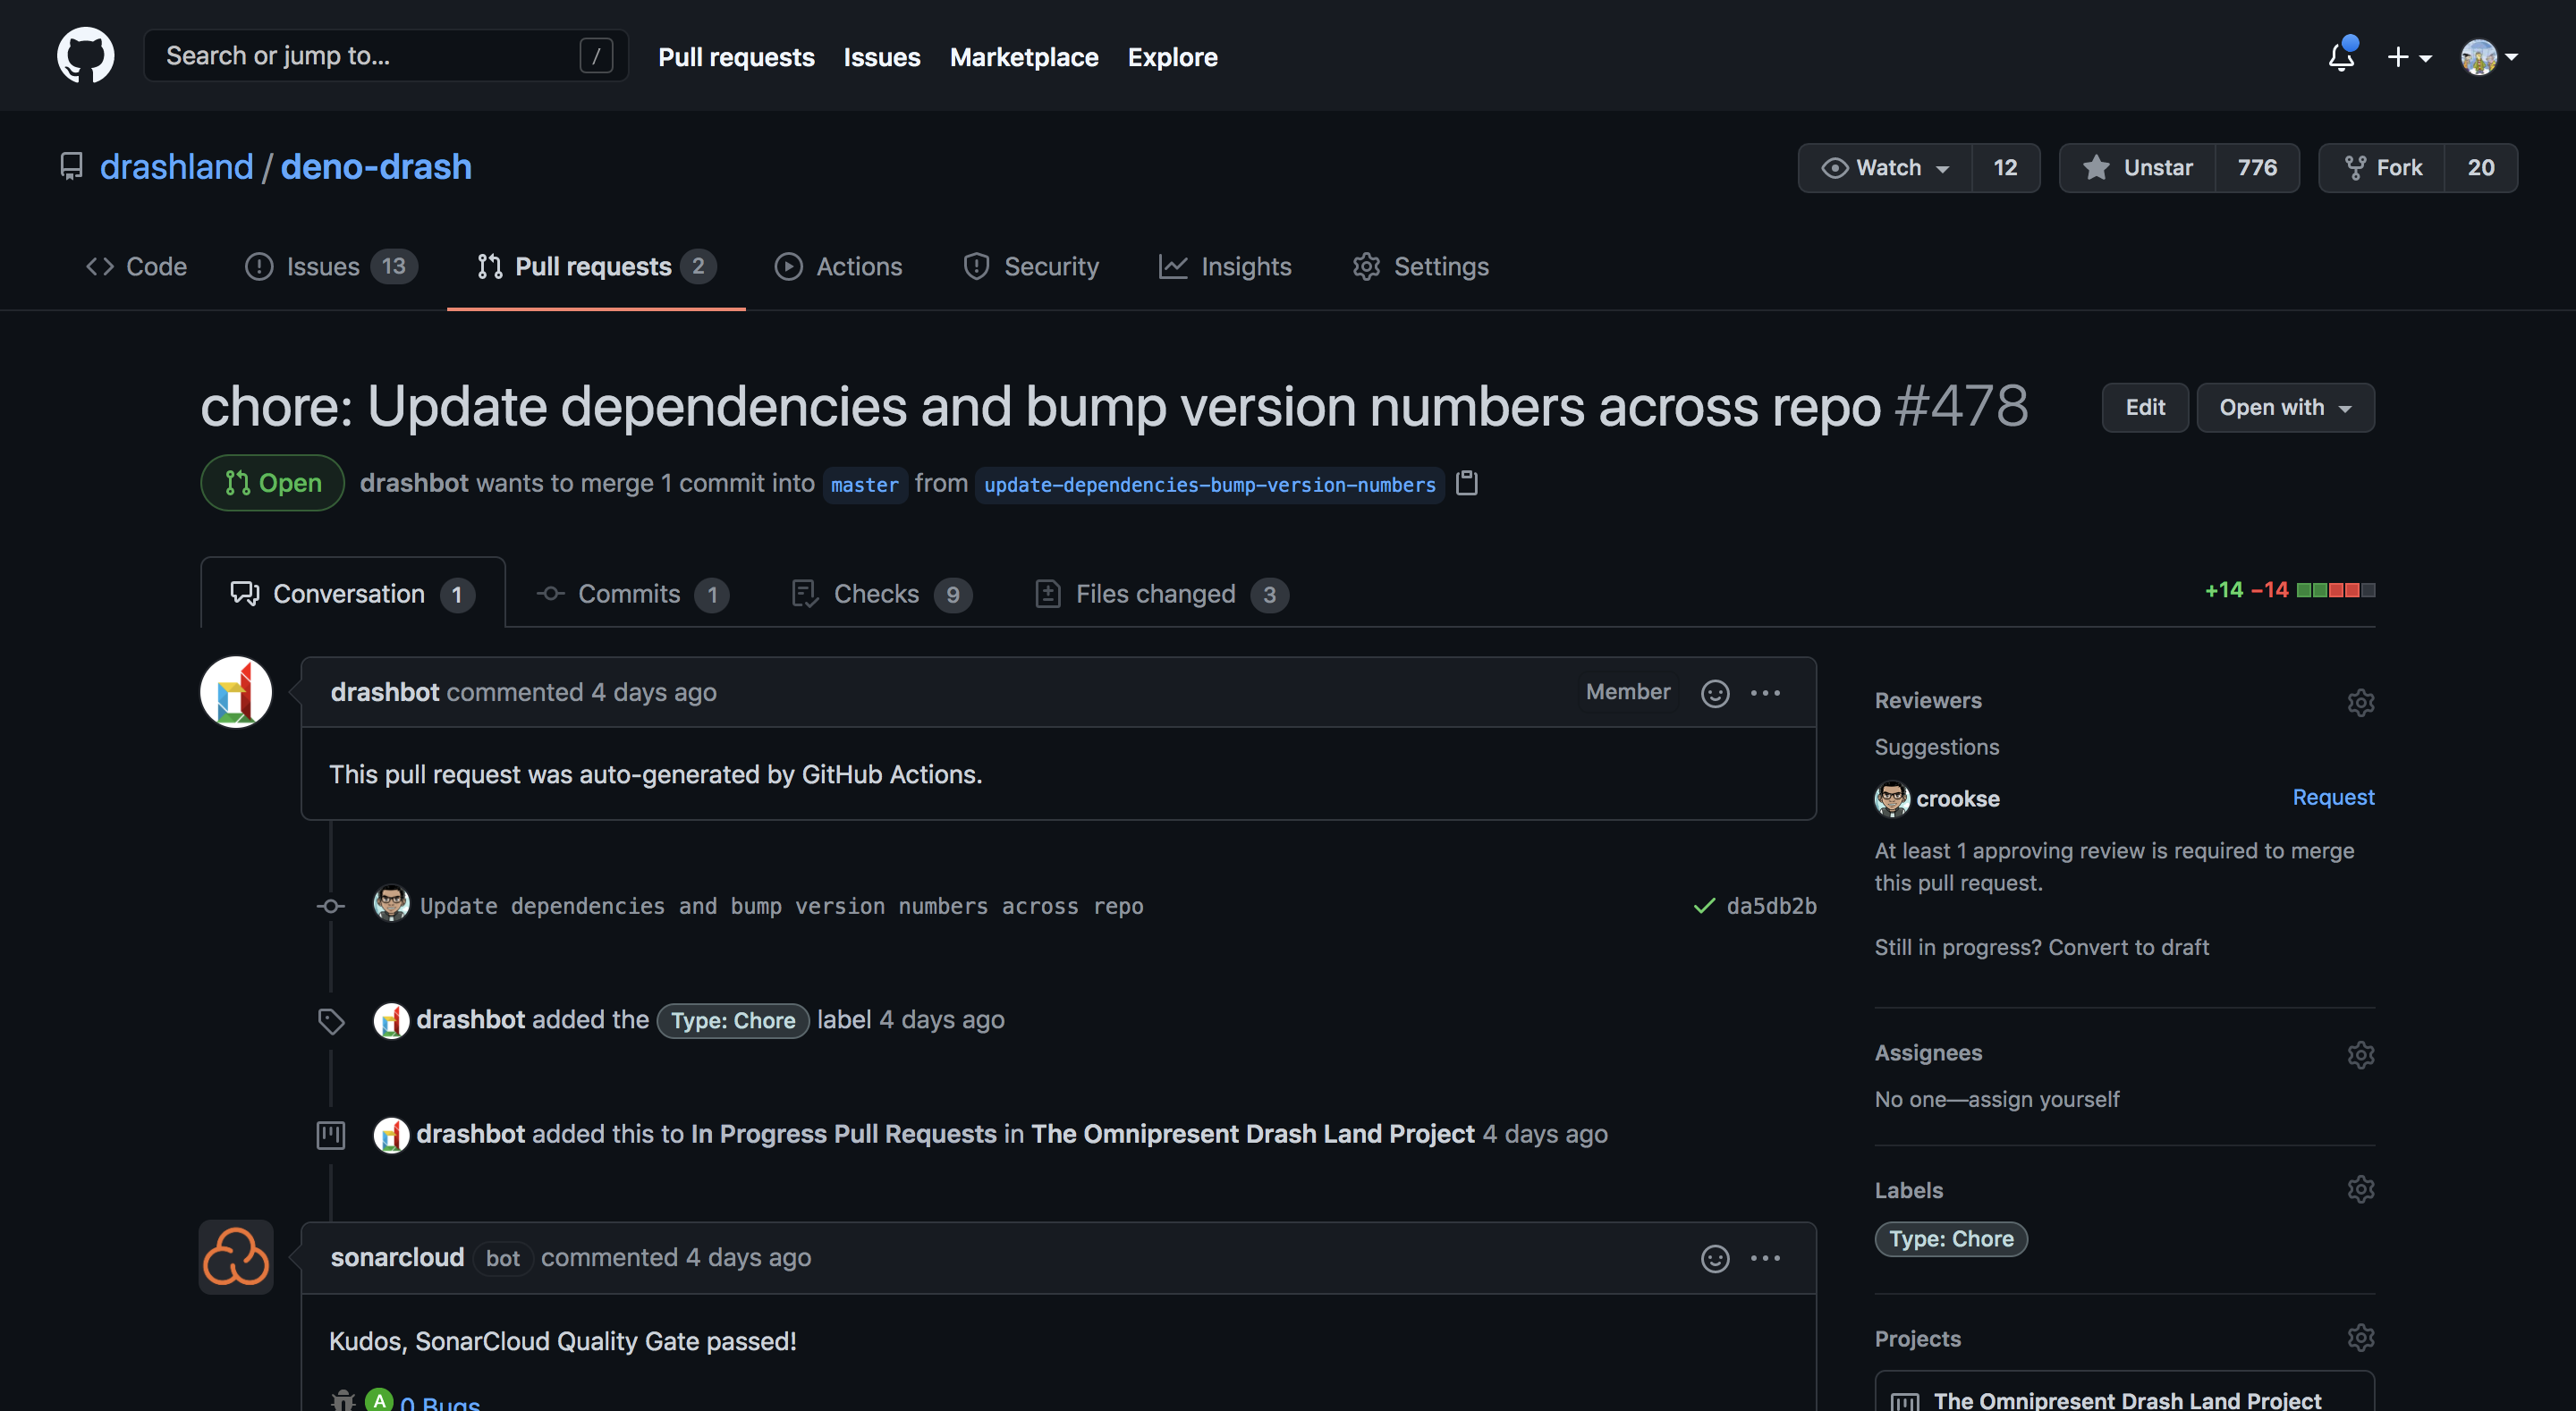 Search or jump to... /
Pull requests Issues Marketplace Explore
drashland / deno-drash
Watch 12 Unstar 776 Fork 20
Code Issues 13 Pull requests 2 Actions Security Insights Settings
chore: Update dependencies and bump version numbers across repo #478
Edit Open with
Open drashbot wants to merge 1 commit into master from update-dependencies-bump-version-numbers
Conversation 1 Commits 1 Checks 9 Files changed 3
+14 −14
drashbot commented 4 days ago
Member
This pull request was auto-generated by GitHub Actions.
Update dependencies and bump version numbers across repo
da5db2b
drashbot added the Type: Chore label 4 days ago
drashbot added this to In Progress Pull Requests in The Omnipresent Drash Land Project 4 days ago
sonarcloud bot commented 4 days ago
Kudos, SonarCloud Quality Gate passed!
A 0 Bugs
Reviewers
Suggestions
crookse Request
At least 1 approving review is required to merge
this pull request.
Still in progress? Convert to draft
Assignees
No one—assign yourself
Labels
Type: Chore
Projects
The Omnipresent Drash Land Project